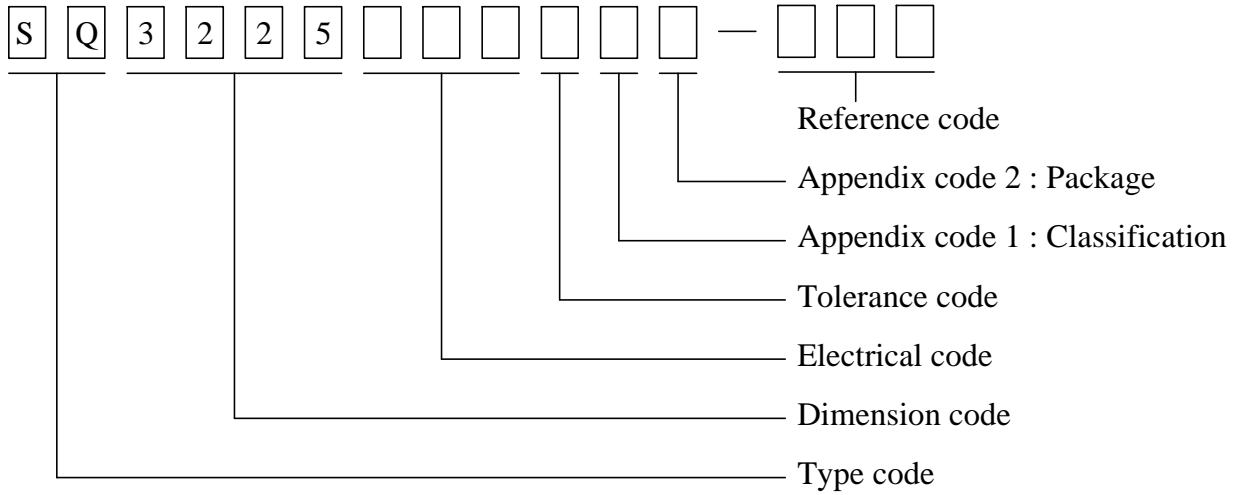 S Q 3 2 2 5 —
Reference code
Appendix code 2 : Package
Appendix code 1 : Classification
Tolerance code
Electrical code
Dimension code
Type code